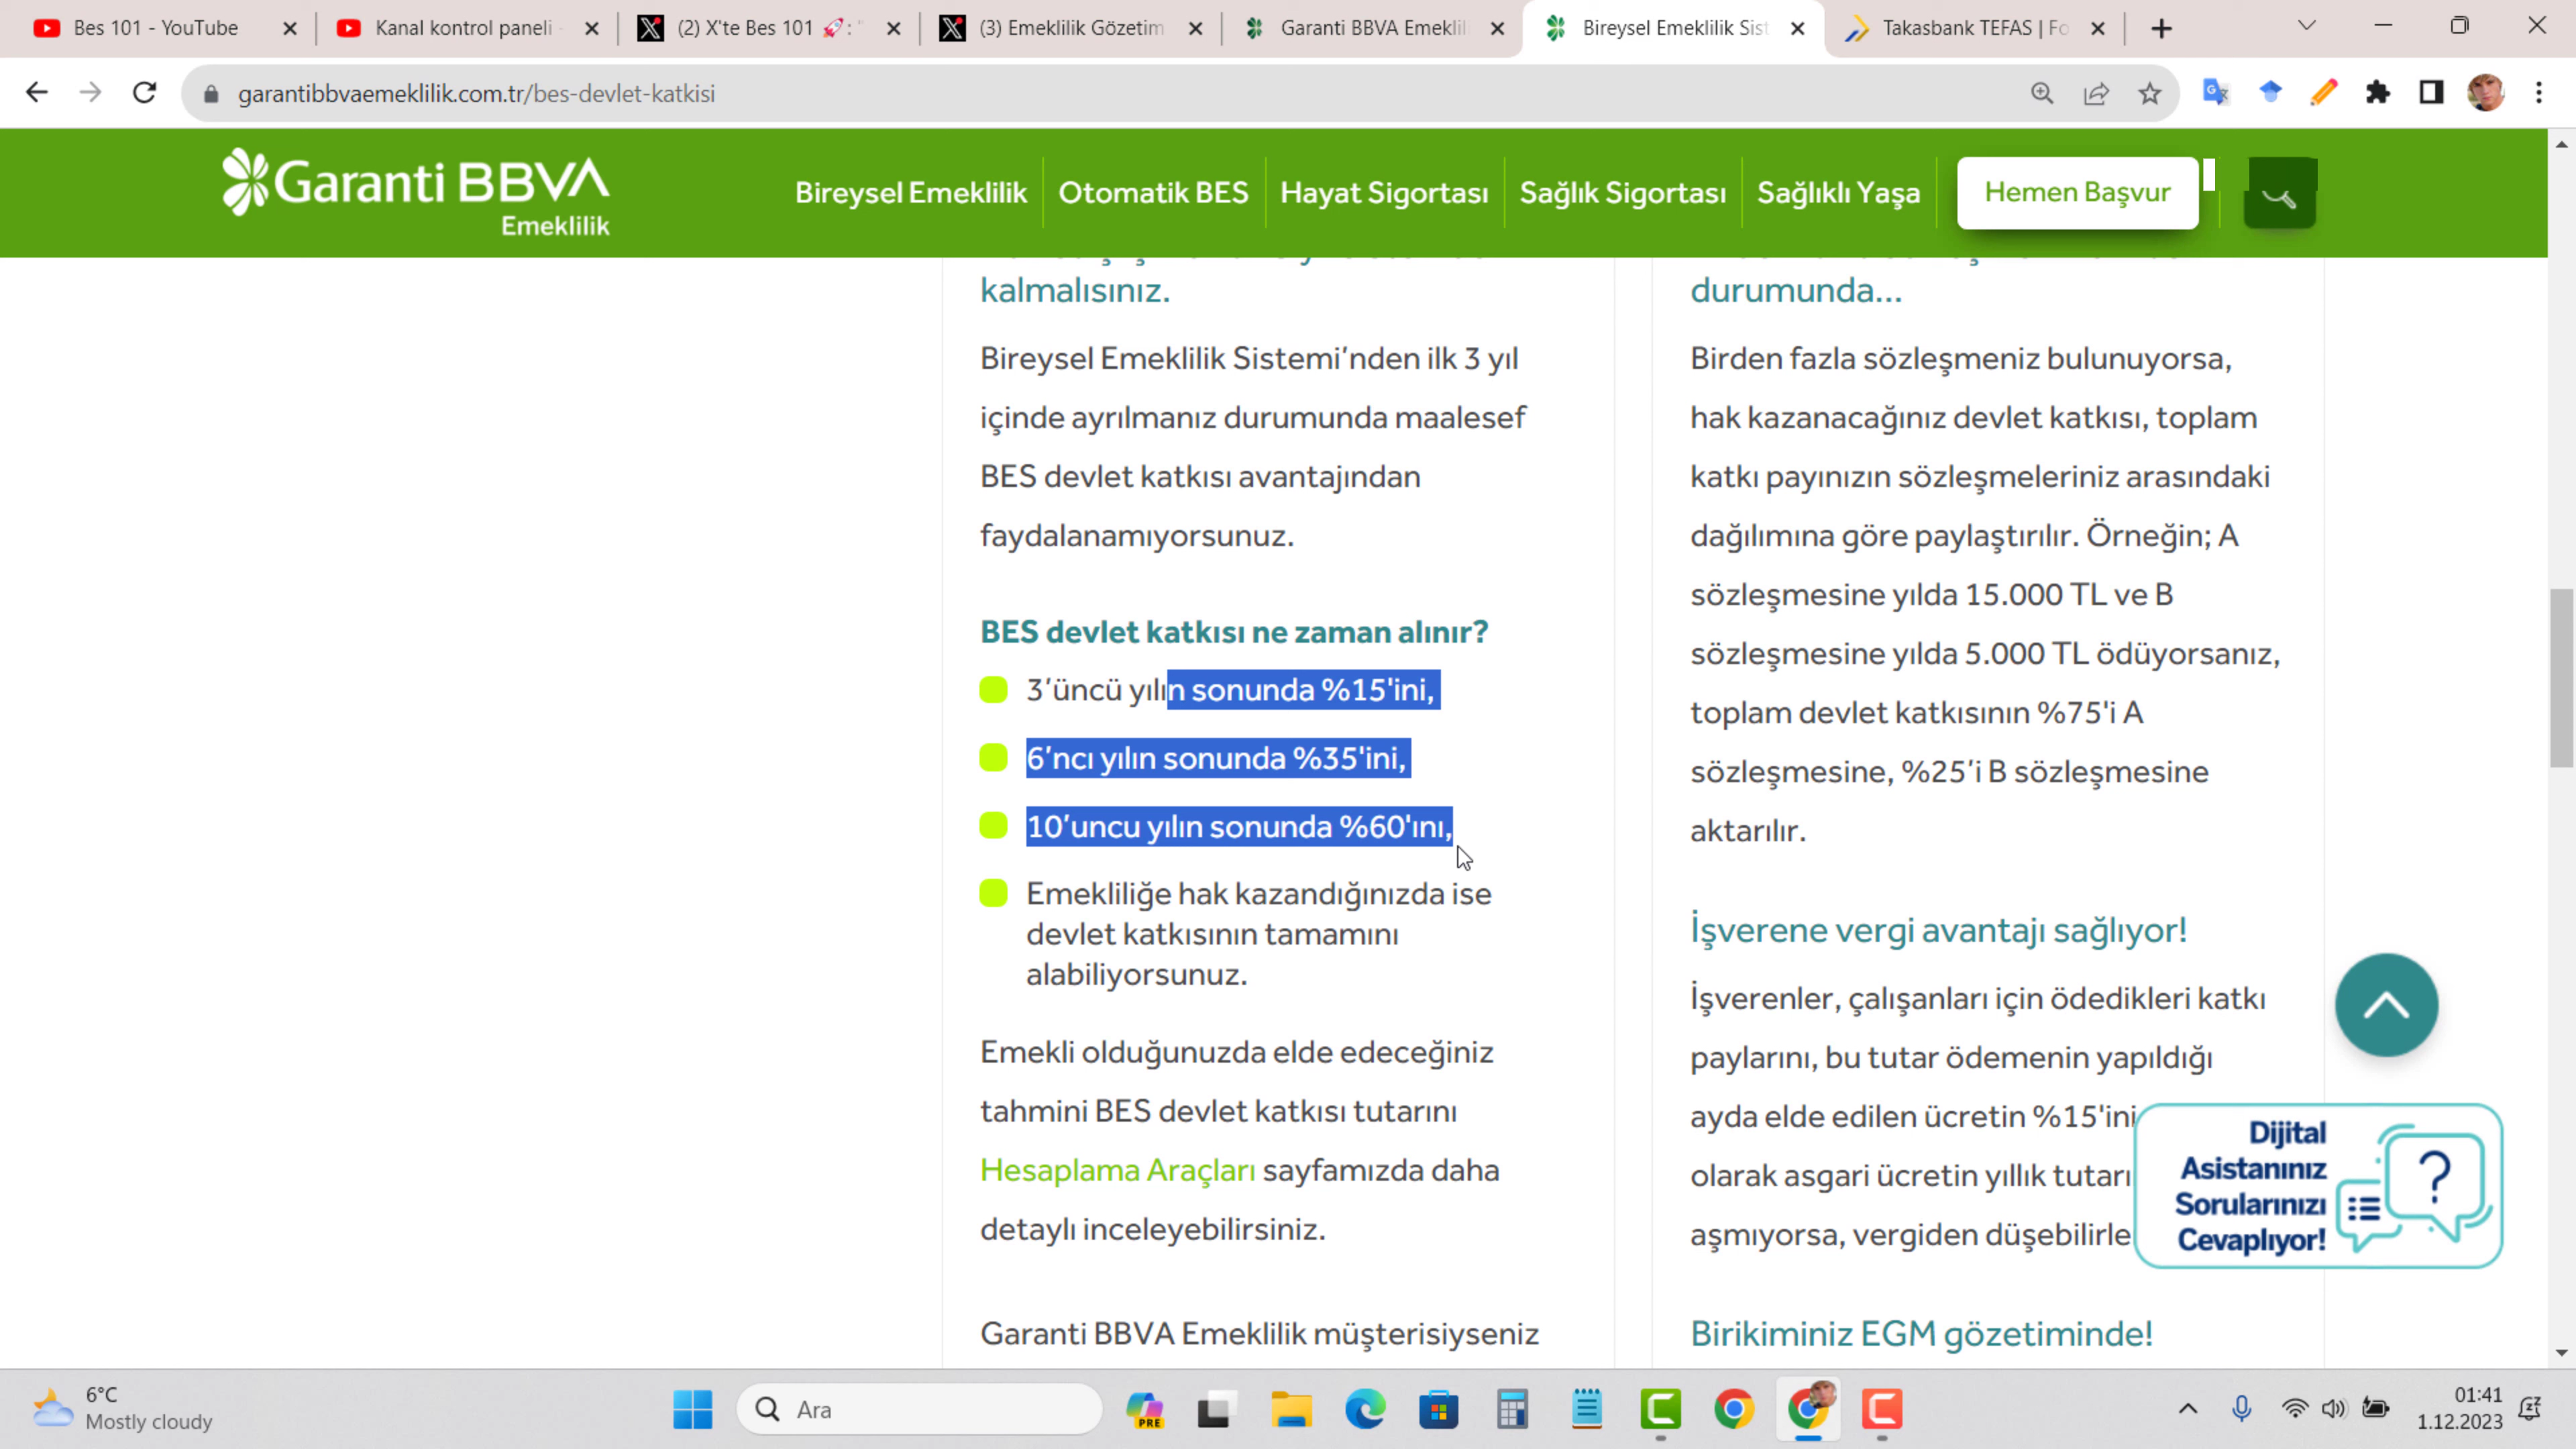 Bes 101 - YouTube
Kanal kontrol paneli -
(2) X'te Bes 101 🚀: "
(3) Emeklilik Gözetim
Garanti BBVA Emeklil
Bireysel Emeklilik Sist
Takasbank TEFAS | Fo
garantibbvaemeklilik.com.tr/bes-devlet-katkisi
Garanti BBVA
Emeklilik
Bireysel Emeklilik
Otomatik BES
Hayat Sigortası
Sağlık Sigortası
Sağlıklı Yaşa
Hemen Başvur
kalmalısınız.
Bireysel Emeklilik Sistemi'nden ilk 3 yıl
içinde ayrılmanız durumunda maalesef
BES devlet katkısı avantajından
faydalanamıyorsunuz.
BES devlet katkısı ne zaman alınır?
3'üncü yılın sonunda %15'ini,
6'ncı yılın sonunda %35'ini,
10'uncu yılın sonunda %60'ını,
Emekliliğe hak kazandığınızda ise
devlet katkısının tamamını
alabiliyorsunuz.
Emekli olduğunuzda elde edeceğiniz
tahmini BES devlet katkısı tutarını
Hesaplama Araçları sayfamızda daha
detaylı inceleyebilirsiniz.
Garanti BBVA Emeklilik müşterisiyseniz
durumunda...
Birden fazla sözleşmeniz bulunuyorsa,
hak kazanacağınız devlet katkısı, toplam
katkı payınızın sözleşmeleriniz arasındaki
dağılımına göre paylaştırılır. Örneğin; A
sözleşmesine yılda 15.000 TL ve B
sözleşmesine yılda 5.000 TL ödüyorsanız,
toplam devlet katkısının %75'i A
sözleşmesine, %25'i B sözleşmesine
aktarılır.
İşverene vergi avantajı sağlıyor!
İşverenler, çalışanları için ödedikleri katkı
paylarını, bu tutar ödemenin yapıldığı
ayda elde edilen ücretin %15'ini
olarak asgari ücretin yıllık tutarı
aşmıyorsa, vergiden düşebilirle
Birikiminiz EGM gözetiminde!
Dijital
Asistanınız
Sorularınızı
Cevaplıyor!
6°C
Mostly cloudy
Ara
PRE
01:41
1.12.2023